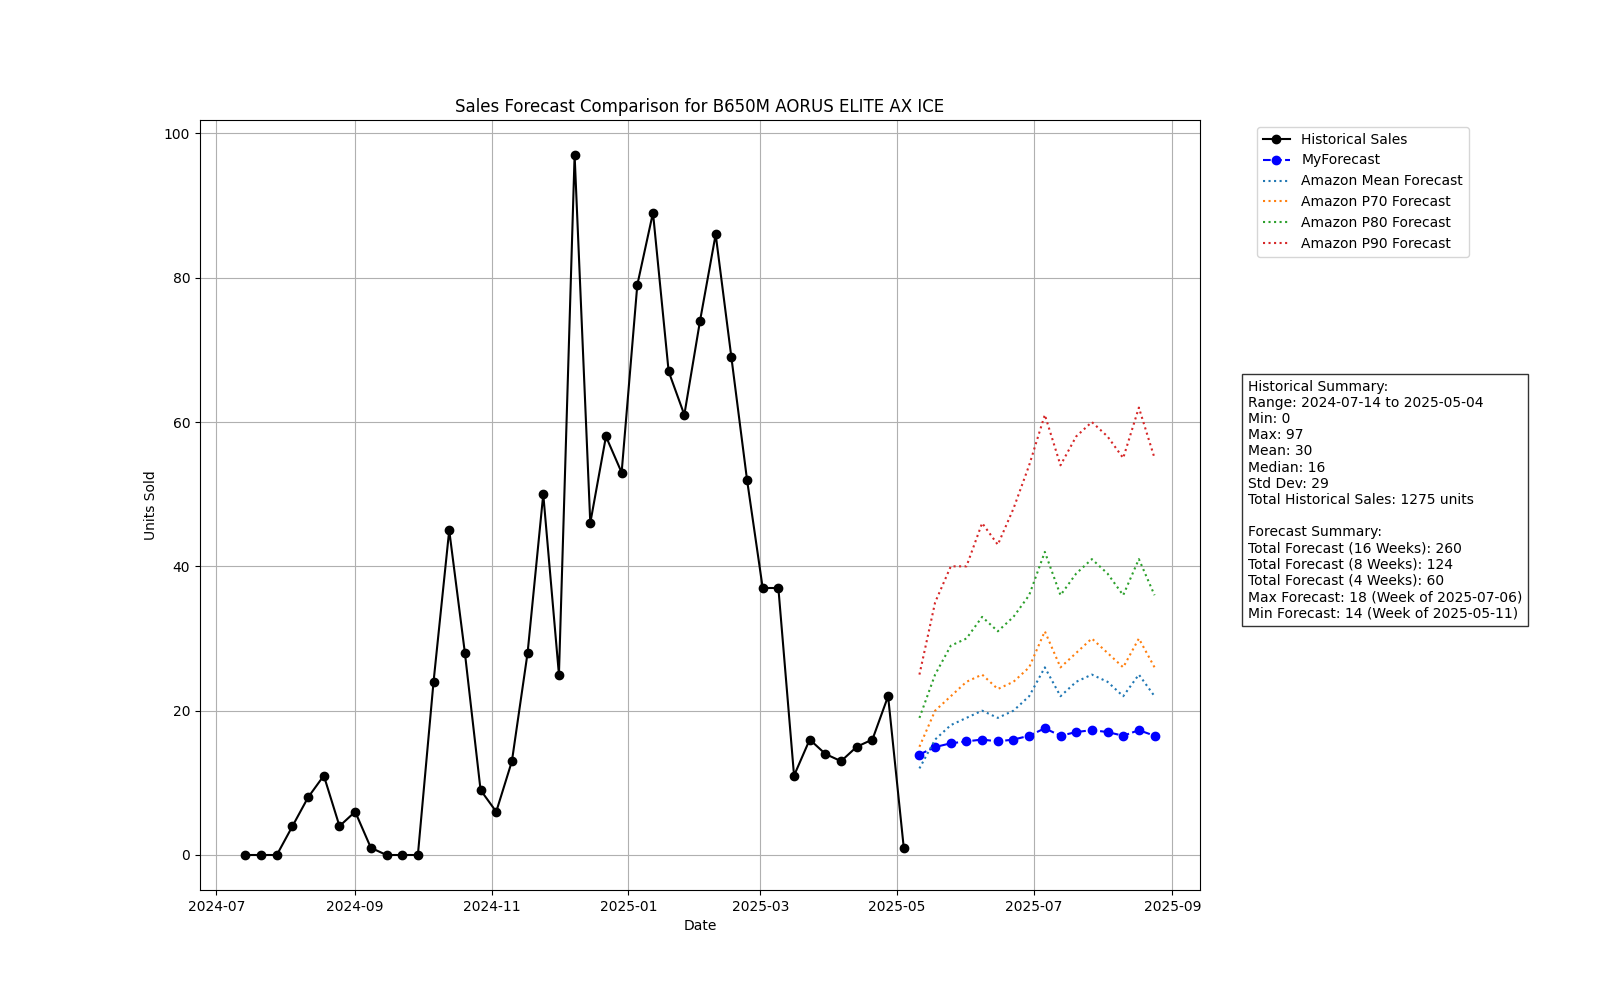 Sales Forecast Comparison for B650M AORUS ELITE AX ICE
100
80
60
40
20
0
Units Sold
2024-07
2024-09
2024-11
2025-01
2025-03
2025-05
2025-07
2025-09
Date
Historical Sales
MyForecast
Amazon Mean Forecast
Amazon P70 Forecast
Amazon P80 Forecast
Amazon P90 Forecast
Historical Summary:
Range: 2024-07-14 to 2025-05-04
Min: 0
Max: 97
Mean: 30
Median: 16
Std Dev: 29
Total Historical Sales: 1275 units
Forecast Summary:
Total Forecast (16 Weeks): 260
Total Forecast (8 Weeks): 124
Total Forecast (4 Weeks): 60
Max Forecast: 18 (Week of 2025-07-06)
Min Forecast: 14 (Week of 2025-05-11)